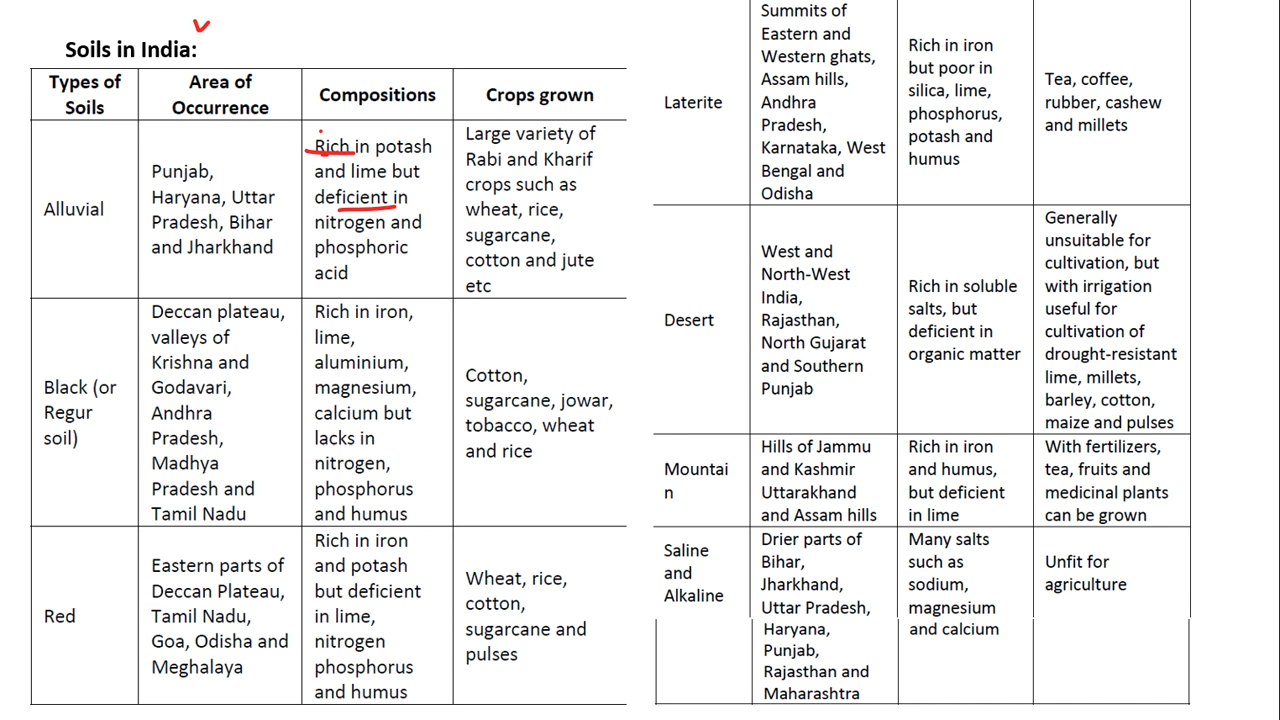 Soils in India:
Types of
Soils
Area of
Occurrence
Compositions
Crops grown
Alluvial
Punjab,
Haryana, Uttar
Pradesh, Bihar
and Jharkhand
Rich in potash
and lime but
deficient in
nitrogen and
phosphoric
acid
Large variety of
Rabi and Kharif
crops such as
wheat, rice,
sugarcane,
cotton and jute
etc
Black (or
Regur
soil)
Deccan plateau,
valleys of
Krishna and
Godavari,
Andhra
Pradesh,
Madhya
Pradesh and
Tamil Nadu
Rich in iron,
lime,
aluminium,
magnesium,
calcium but
lacks in
nitrogen,
phosphorus
and humus
Cotton,
sugarcane, jowar,
tobacco, wheat
and rice
Red
Eastern parts of
Deccan Plateau,
Tamil Nadu,
Goa, Odisha and
Meghalaya
Rich in iron
and potash
but deficient
in lime,
nitrogen
phosphorus
and humus
Wheat, rice,
cotton,
sugarcane and
pulses
Laterite
Summits of
Eastern and
Western ghats,
Assam hills,
Andhra
Pradesh,
Karnataka, West
Bengal and
Odisha
Rich in iron
but poor in
silica, lime,
phosphorus,
potash and
humus
Tea, coffee,
rubber, cashew
and millets
Desert
West and
North-West
India,
Rajasthan,
North Gujarat
and Southern
Punjab
Rich in soluble
salts, but
deficient in
organic matter
Generally
unsuitable for
cultivation, but
with irrigation
useful for
cultivation of
drought-resistant
lime, millets,
barley, cotton,
maize and pulses
Mountai
n
Hills of Jammu
and Kashmir
Uttarakhand
and Assam hills
Rich in iron
and humus,
but deficient
in lime
With fertilizers,
tea, fruits and
medicinal plants
can be grown
Saline
and
Alkaline
Drier parts of
Bihar,
Jharkhand,
Uttar Pradesh,
Haryana,
Punjab,
Rajasthan and
Maharashtra
Many salts
such as
sodium,
magnesium
and calcium
Unfit for
agriculture